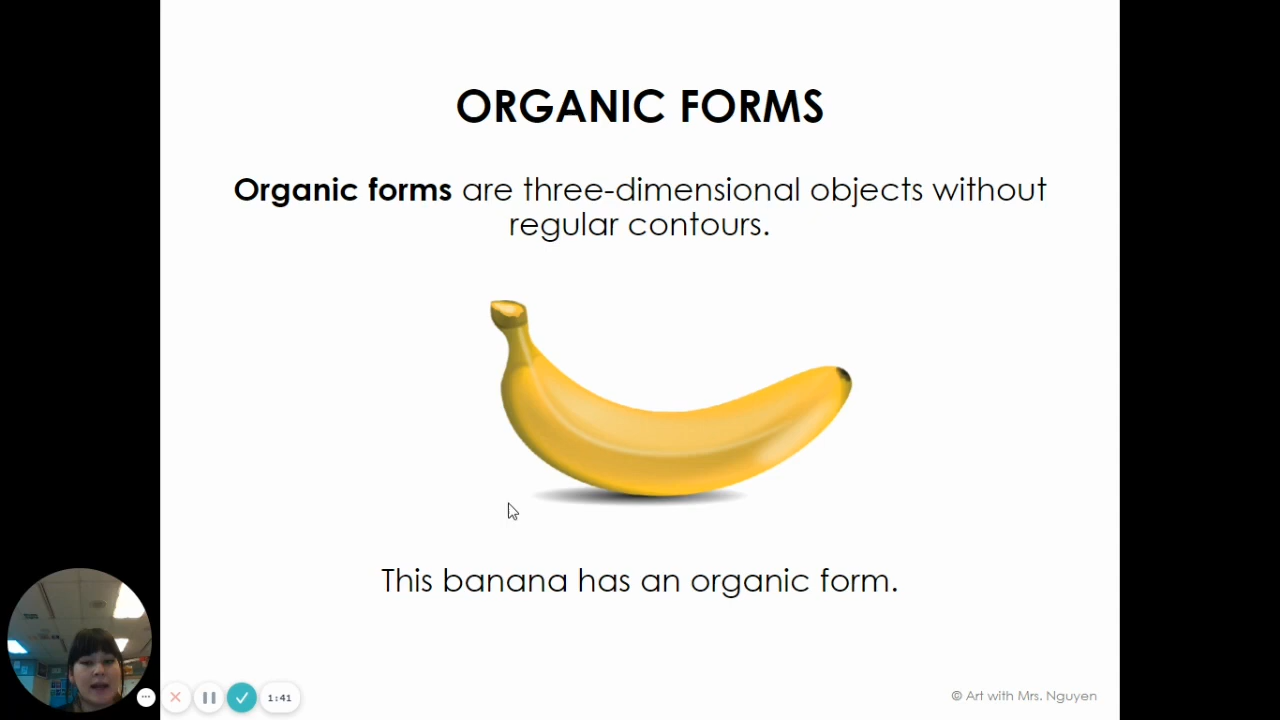 ORGANIC FORMS
Organic forms are three-dimensional objects without
regular contours.
This banana has an organic form.
1:41
© Art with Mrs. Nguyen